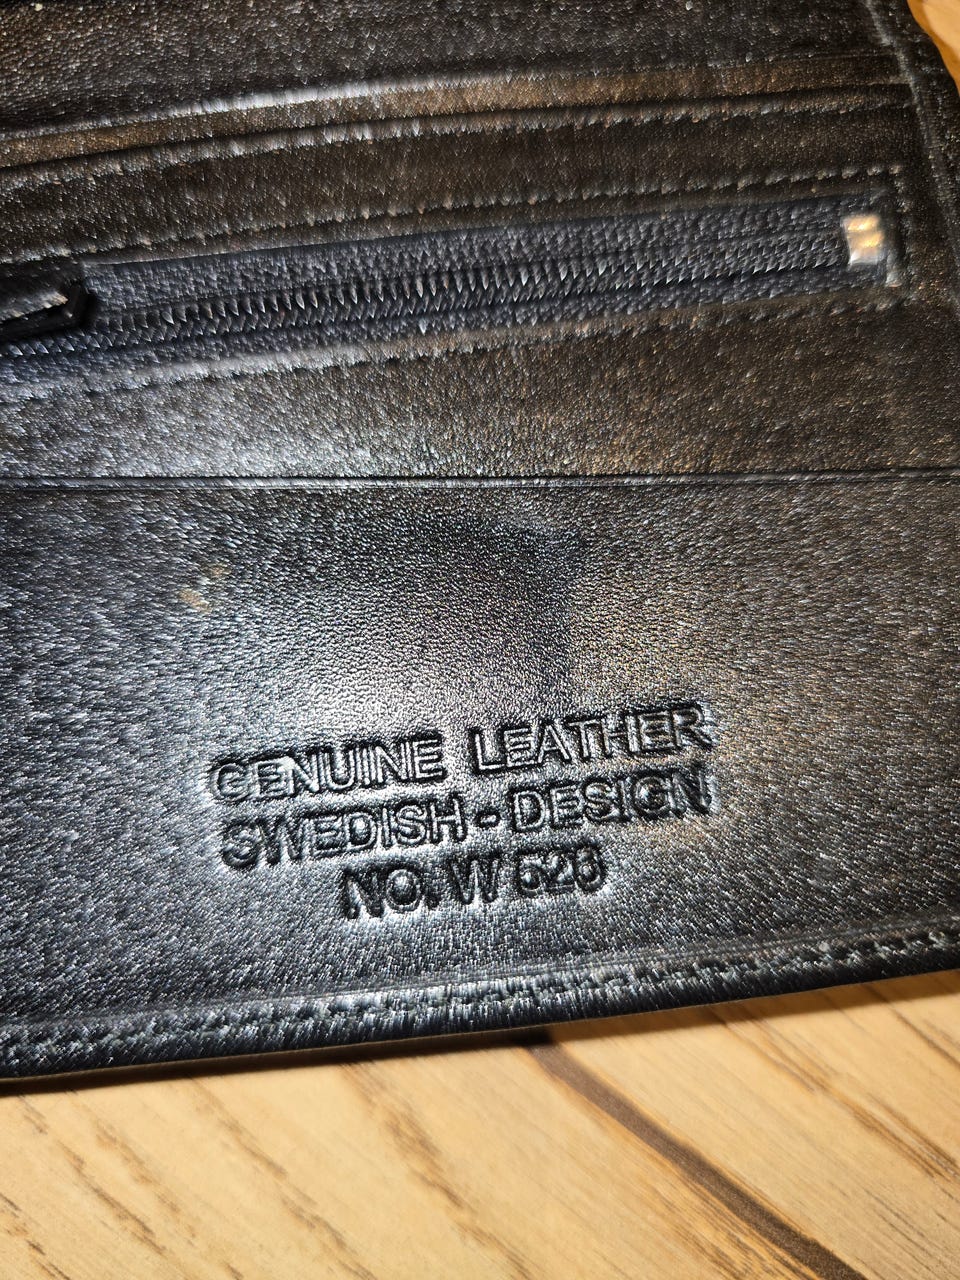 GENUINE LEATHER
SWEDISH - DESIGN
NO. W